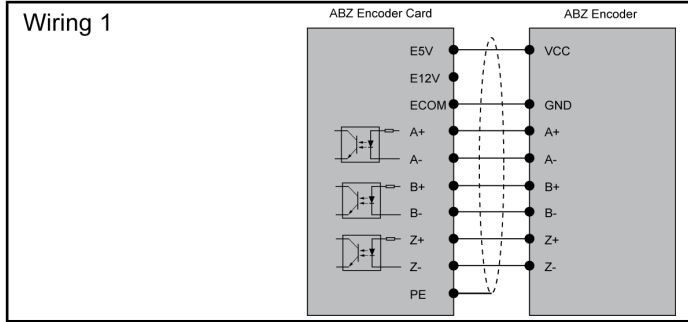 Wiring 1
ABZ Encoder Card
ABZ Encoder
E5V
VCC
E12V
ECOM
GND
A+
A+
A-
A-
B+
B+
B-
B-
Z+
Z+
Z-
Z-
PE